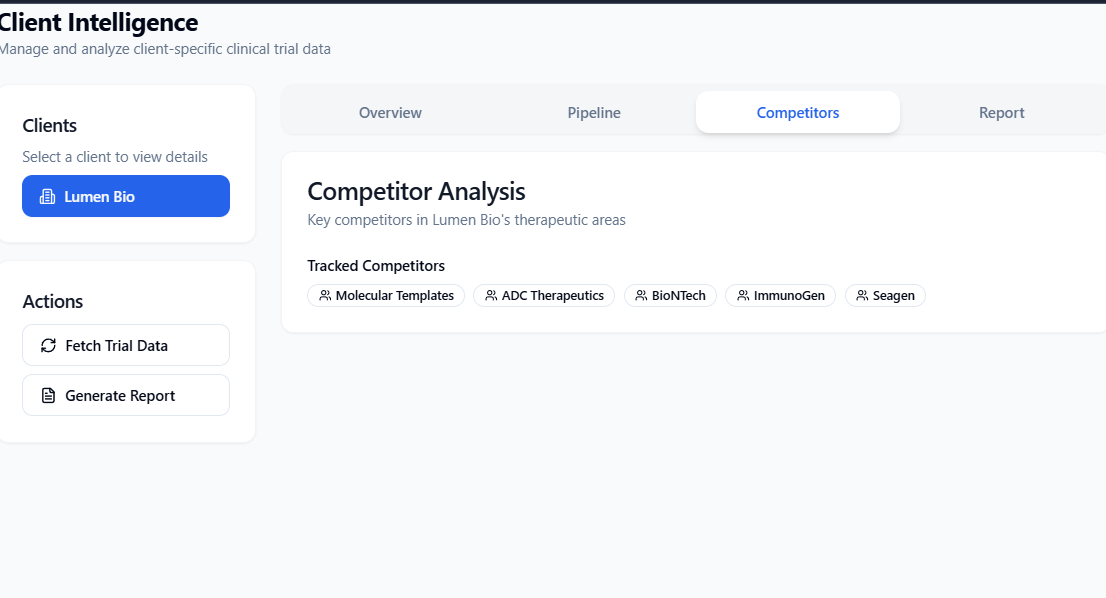 Client Intelligence
Manage and analyze client-specific clinical trial data
Clients
Select a client to view details
Lumen Bio
Actions
Fetch Trial Data
Generate Report
Overview
Pipeline
Competitors
Report
Competitor Analysis
Key competitors in Lumen Bio's therapeutic areas
Tracked Competitors
Molecular Templates
ADC Therapeutics
BioNTech
ImmunoGen
Seagen